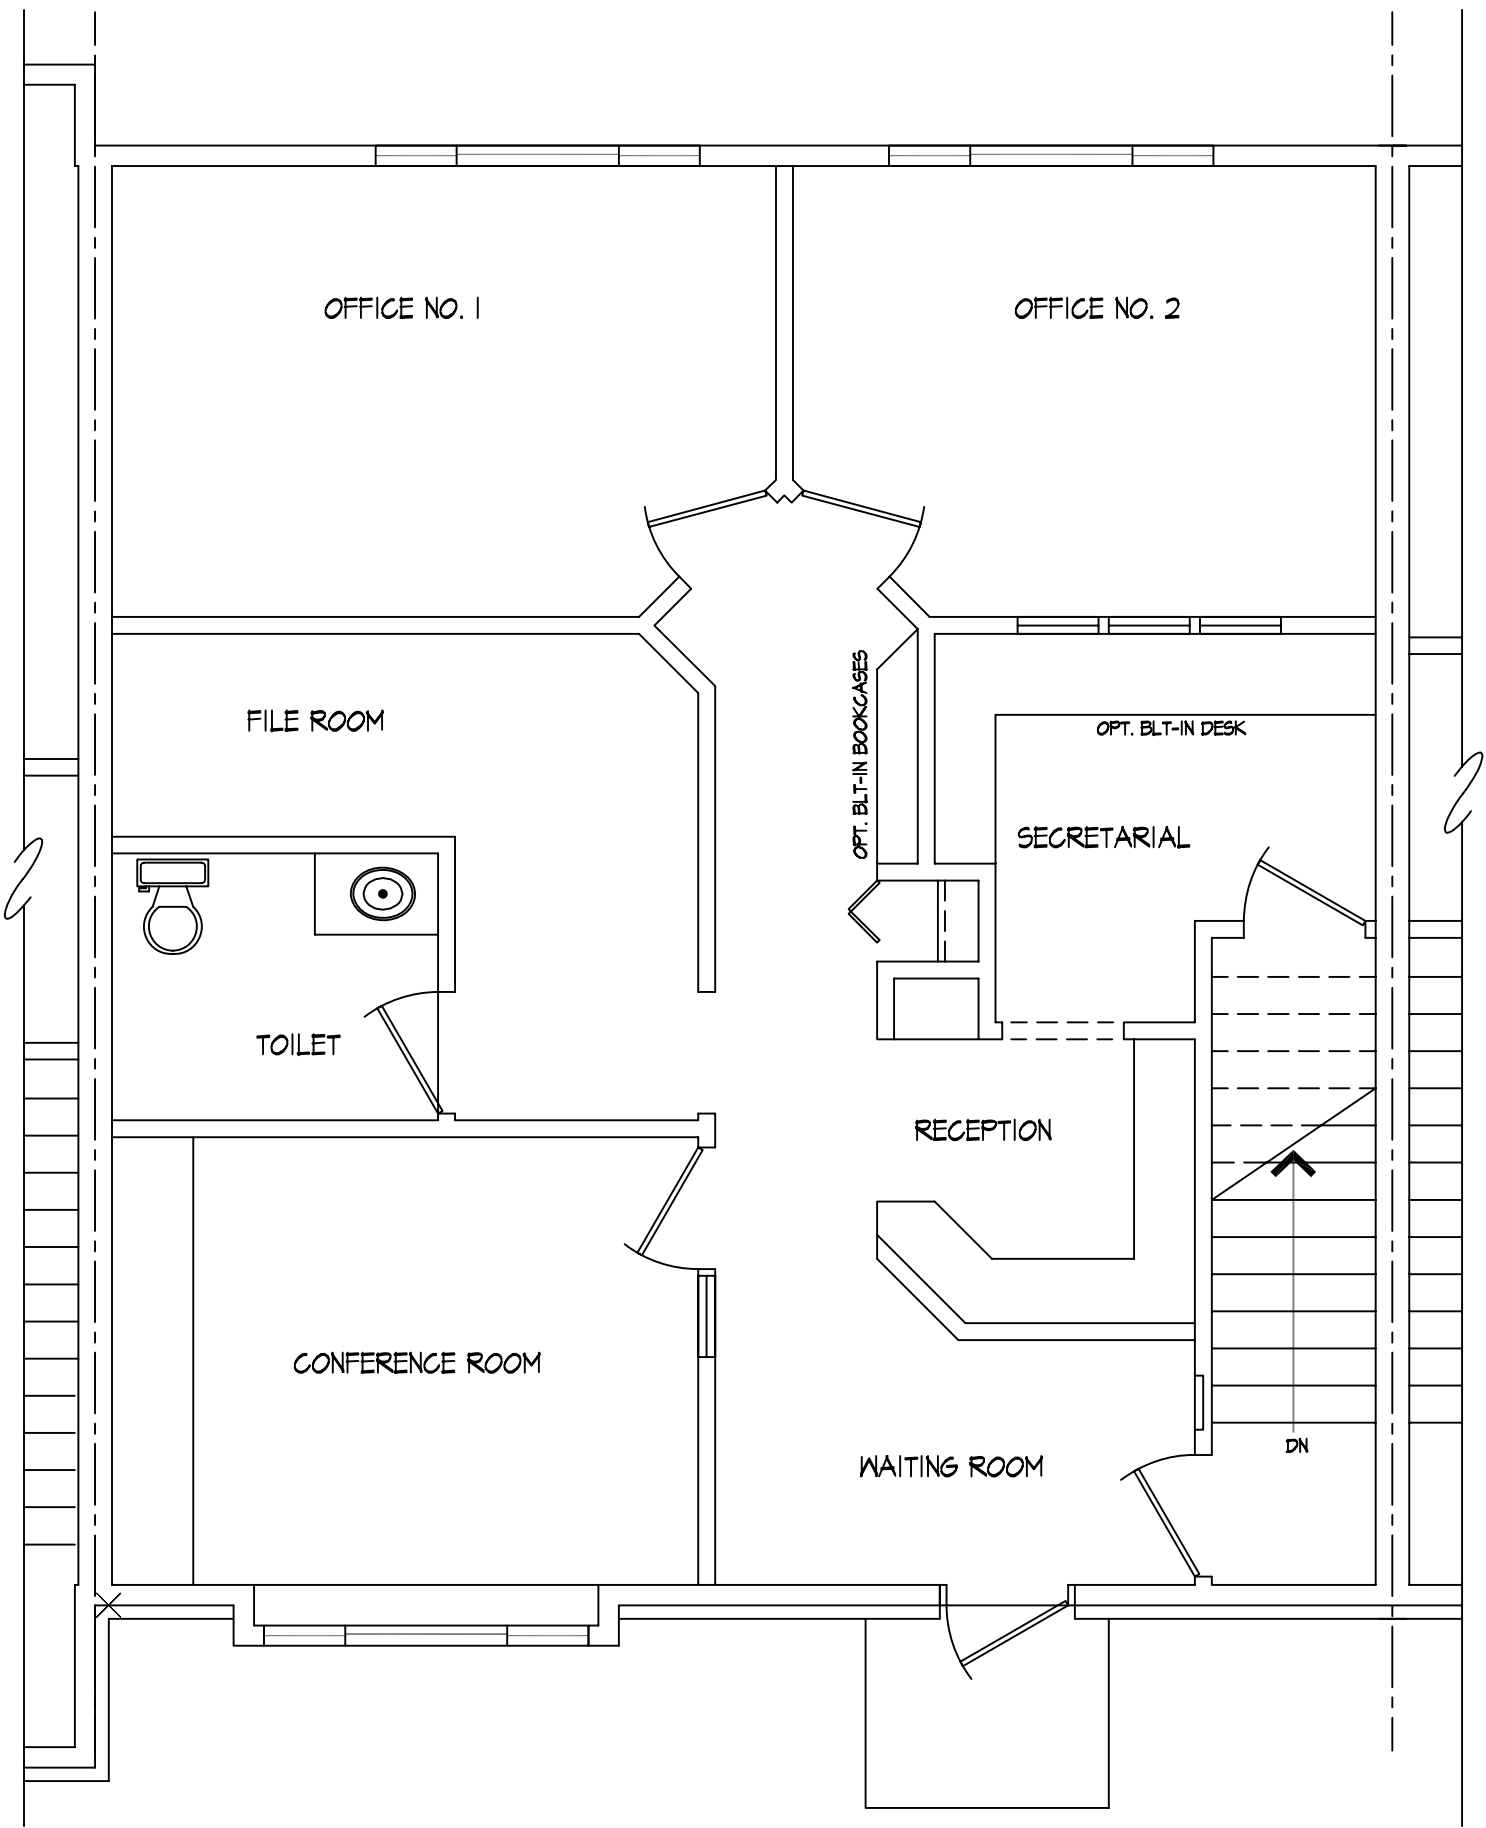 OFFICE NO. 1
OFFICE NO. 2
FILE ROOM
OPT. BLT-IN BOOKCASES
OPT. BLT-IN DESK
SECRETARIAL
TOILET
RECEPTION
CONFERENCE ROOM
WAITING ROOM
DN